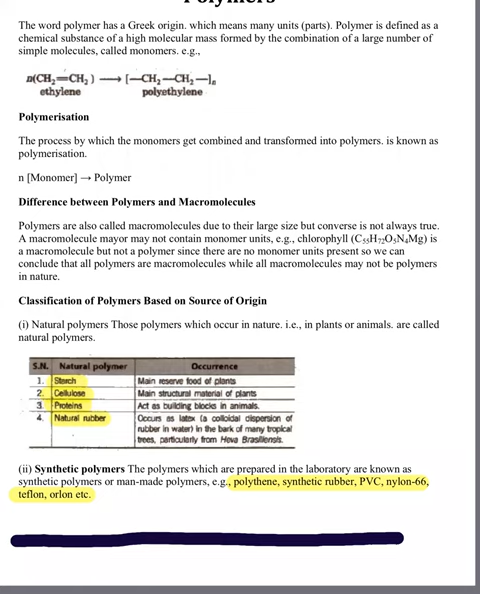 Polymers
The word polymer has a Greek origin. which means many units (parts). Polymer is defined as a
chemical substance of a high molecular mass formed by the combination of a large number of
simple molecules, called monomers. e.g.,
n(CH₂=CH₂) ⟶ [—CH₂—CH₂—]ₙ
ethylene polyethylene
Polymerisation
The process by which the monomers get combined and transformed into polymers. is known as
polymerisation.
n [Monomer] → Polymer
Difference between Polymers and Macromolecules
Polymers are also called macromolecules due to their large size but converse is not always true.
A macromolecule mayor may not contain monomer units, e.g., chlorophyll (C₅₅H₇₂O₅N₄Mg) is
a macromolecule but not a polymer since there are no monomer units present so we can
conclude that all polymers are macromolecules while all macromolecules may not be polymers
in nature.
Classification of Polymers Based on Source of Origin
(i) Natural polymers Those polymers which occur in nature. i.e., in plants or animals. are called
natural polymers.
S.N. Natural polymer Occurrence
1. Starch Main reserve food of plants
2. Cellulose Main structural material of plants
3. Proteins Act as building blocks in animals.
4. Natural rubber Occurs as latex (a colloidal dispersion of
rubber in water) in the bark of many tropical
trees, particularly from Heva Brasiliensis.
(ii) Synthetic polymers The polymers which are prepared in the laboratory are known as
synthetic polymers or man-made polymers, e.g., polythene, synthetic rubber, PVC, nylon-66,
teflon, orlon etc.